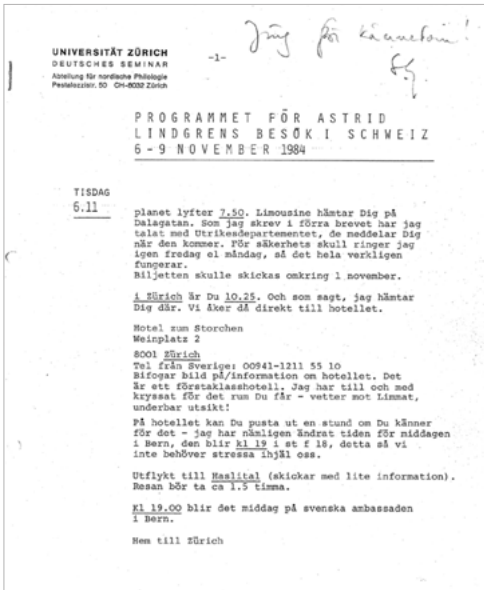 Jüng för kännedom!
UNIVERSITÄT ZÜRICH
DEUTSCHES SEMINAR
-1-
Abteilung für nordische Philologie
Pestalozzistr. 50 CH-8032 Zürich
PROGRAMMET FÖR ASTRID
LINDGRENS BESÖK I SCHWEIZ
6-9 NOVEMBER 1984
TISDAG
6.11
planet lyfter 7.50. Limousine hämtar Dig på
Dalagatan. Som jag skrev i förra brevet har jag
talat med Utrikesdepartementet, de meddelar Dig
när den kommer. För säkerhets skull ringer jag
igen fredag el måndag, så det hela verkligen
fungerar.
Biljetten skulle skickas omkring 1 november.
i Zürich är Du 10.25. Och som sagt, jag hämtar
Dig där. Vi åker då direkt till hotellet.
Hotel zum Storchen
Weinplatz 2
8001 Zürich
Tel från Sverige: 00941-1211 55 10
Bifogar bild på/information om hotellet. Det
är ett förstaklasshotell. Jag har till och med
kryssat för det rum Du får - vetter mot Limmat,
underbar utsikt!
På hotellet kan Du pusta ut en stund om Du känner
för det - jag har nämligen ändrat tiden för middagen
i Bern, den blir kl 19 i st f 18, detta så vi
inte behöver stressa ihjäl oss.
Utflykt till Haslital (skickar med lite information).
Resan bör ta ca 1.5 timma.
Kl 19.00 blir det middag på svenska ambassaden
i Bern.
Hem till Zürich